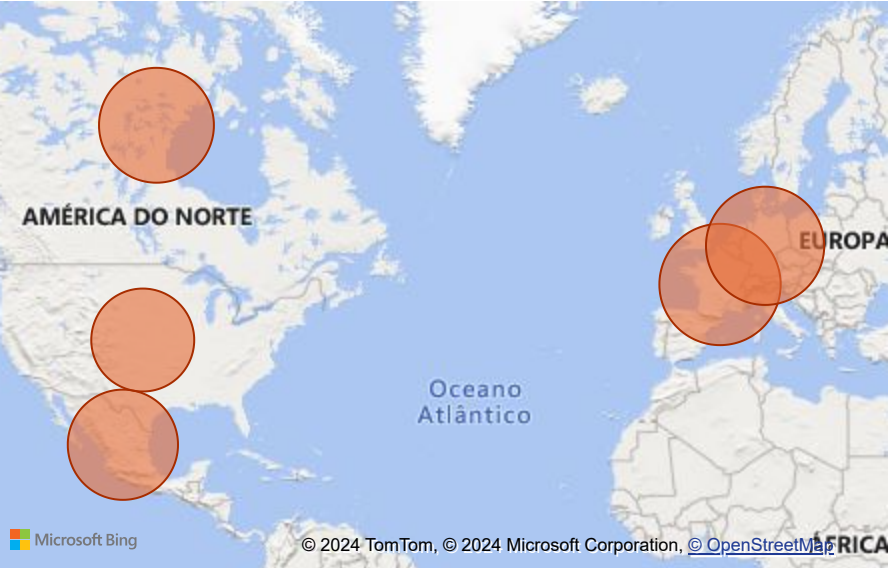 AMÉRICA DO NORTE
EUROPA
Oceano
Atlântico
ÁFRICA
Microsoft Bing
© 2024 TomTom, © 2024 Microsoft Corporation, © OpenStreetMap